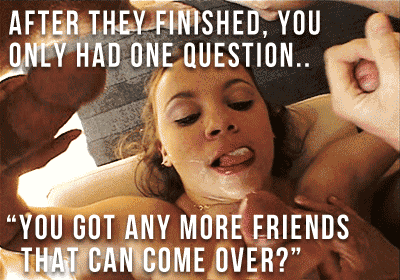 AFTER THEY FINISHED, YOU
ONLY HAD ONE QUESTION..
“YOU GOT ANY MORE FRIENDS
THAT CAN COME OVER?”